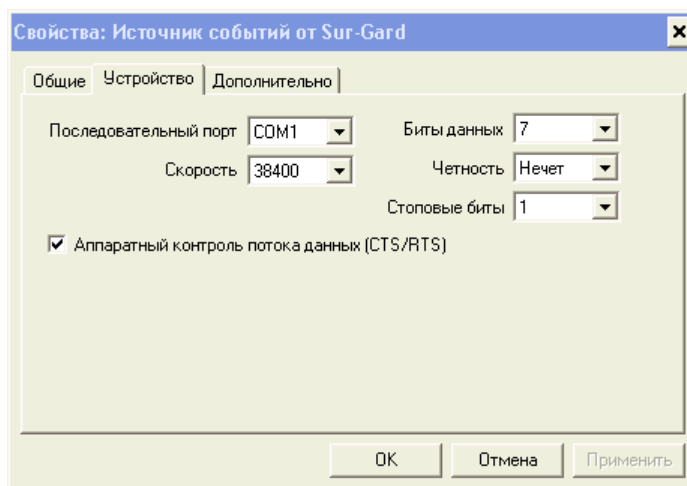 Свойства: Источник событий от Sur-Gard
Общие Устройство Дополнительно
Последовательный порт COM1 Биты данных 7
Скорость 38400 Четность Нечет
Стоповые биты 1
Аппаратный контроль потока данных (CTS/RTS)
OK Отмена Применить